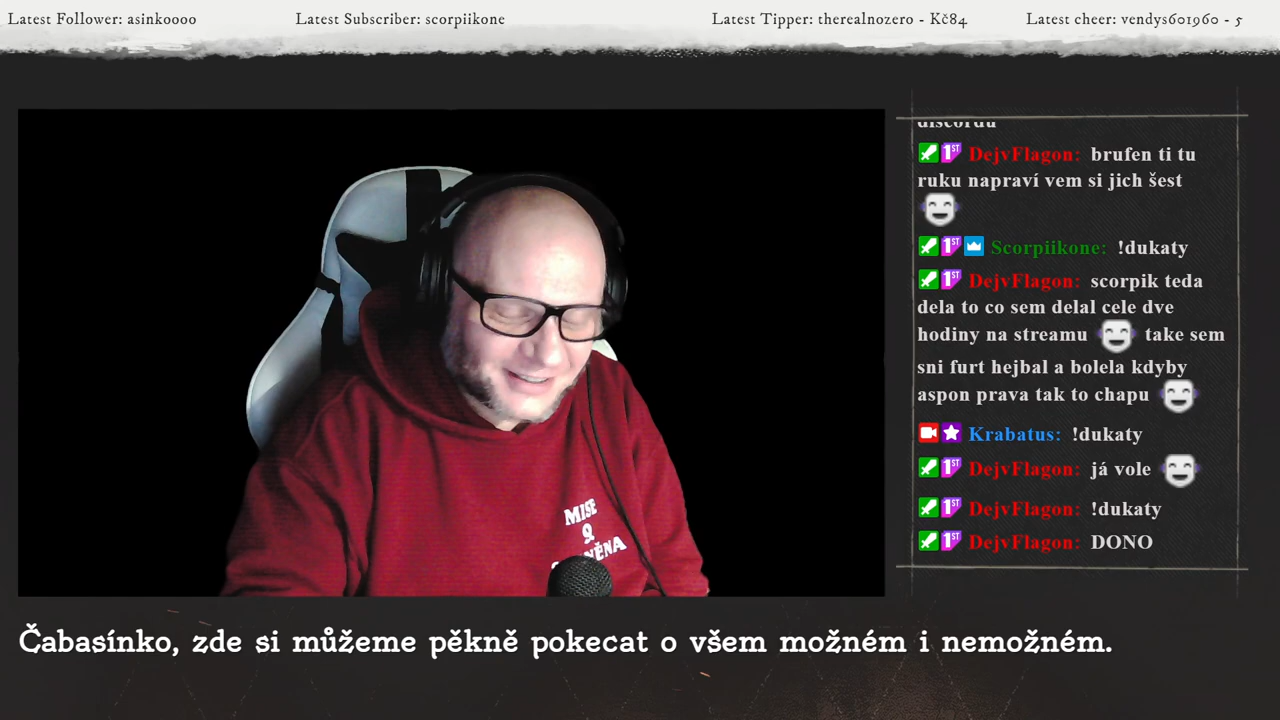 Latest Follower: asinkoooo
Latest Subscriber: scorpiikone
Latest Tipper: therealnozero - Kč84
Latest cheer: vendys601960 - 5
discordu
DejvFlagon: brufen ti tu
ruku napraví vem si jich šest
Scorpiikone: !dukaty
DejvFlagon: scorpik teda
dela to co sem delal cele dve
hodiny na streamu take sem
sni furt hejbal a bolela kdyby
aspon prava tak to chapu
Krabatus: !dukaty
DejvFlagon: já vole
DejvFlagon: !dukaty
DejvFlagon: DONO
MISE
Čabasínko, zde si můžeme pěkně pokecat o všem možném i nemožném.